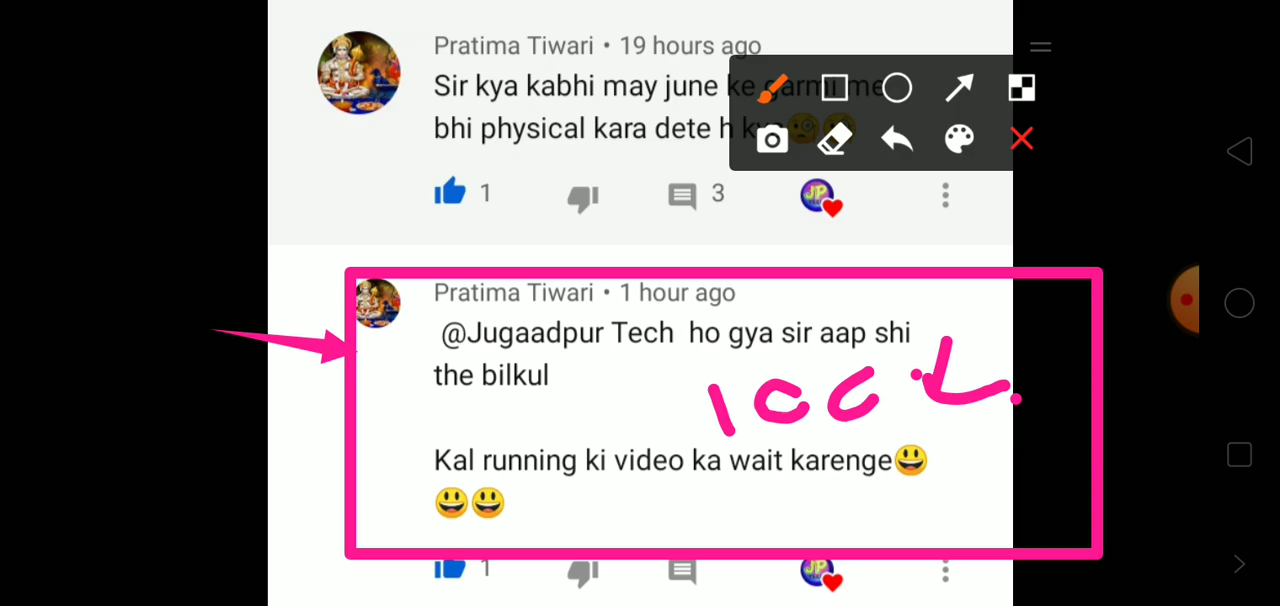 Pratima Tiwari • 19 hours ago
Sir kya kabhi may june ke garmi me
bhi physical kara dete h
1
3
JP
Pratima Tiwari • 1 hour ago
@Jugaadpur Tech ho gya sir aap shi
the bilkul
100%
Kal running ki video ka wait karenge😃
😃😃
1
JP